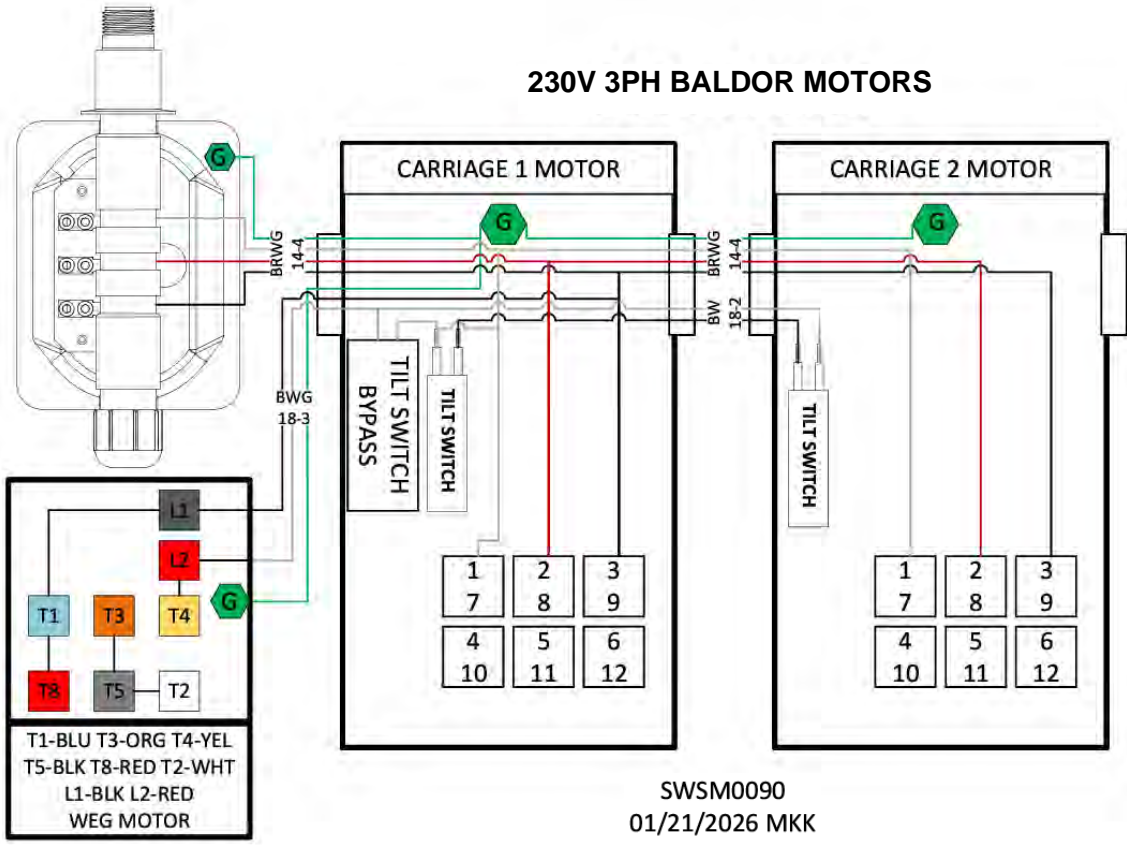 230V 3PH BALDOR MOTORS
G
BRWG
14-4
BWG
18-3
CARRIAGE 1 MOTOR
G
TILT SWITCH
BYPASS
TILT SWITCH
1
7
2
8
3
9
4
10
5
11
6
12
BRWG
14-4
BW
18-2
CARRIAGE 2 MOTOR
G
TILT SWITCH
1
7
2
8
3
9
4
10
5
11
6
12
L1
L2
G
T1
T3
T4
T8
T5
T2
T1-BLU T3-ORG T4-YEL
T5-BLK T8-RED T2-WHT
L1-BLK L2-RED
WEG MOTOR
SWSM0090
01/21/2026 MKK